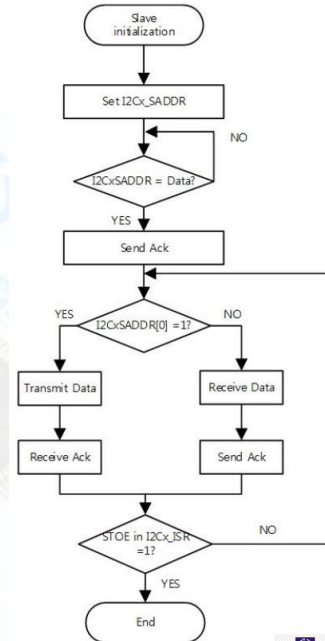 Slave
initialization
Set I2Cx_SADDR
NO
I2CxSADDR = Data?
YES
Send Ack
YES
I2CxSADDR[0] =1?
NO
Transmit Data
Receive Data
Receive Ack
Send Ack
STOE in I2Cx_ISR
=1?
NO
YES
End